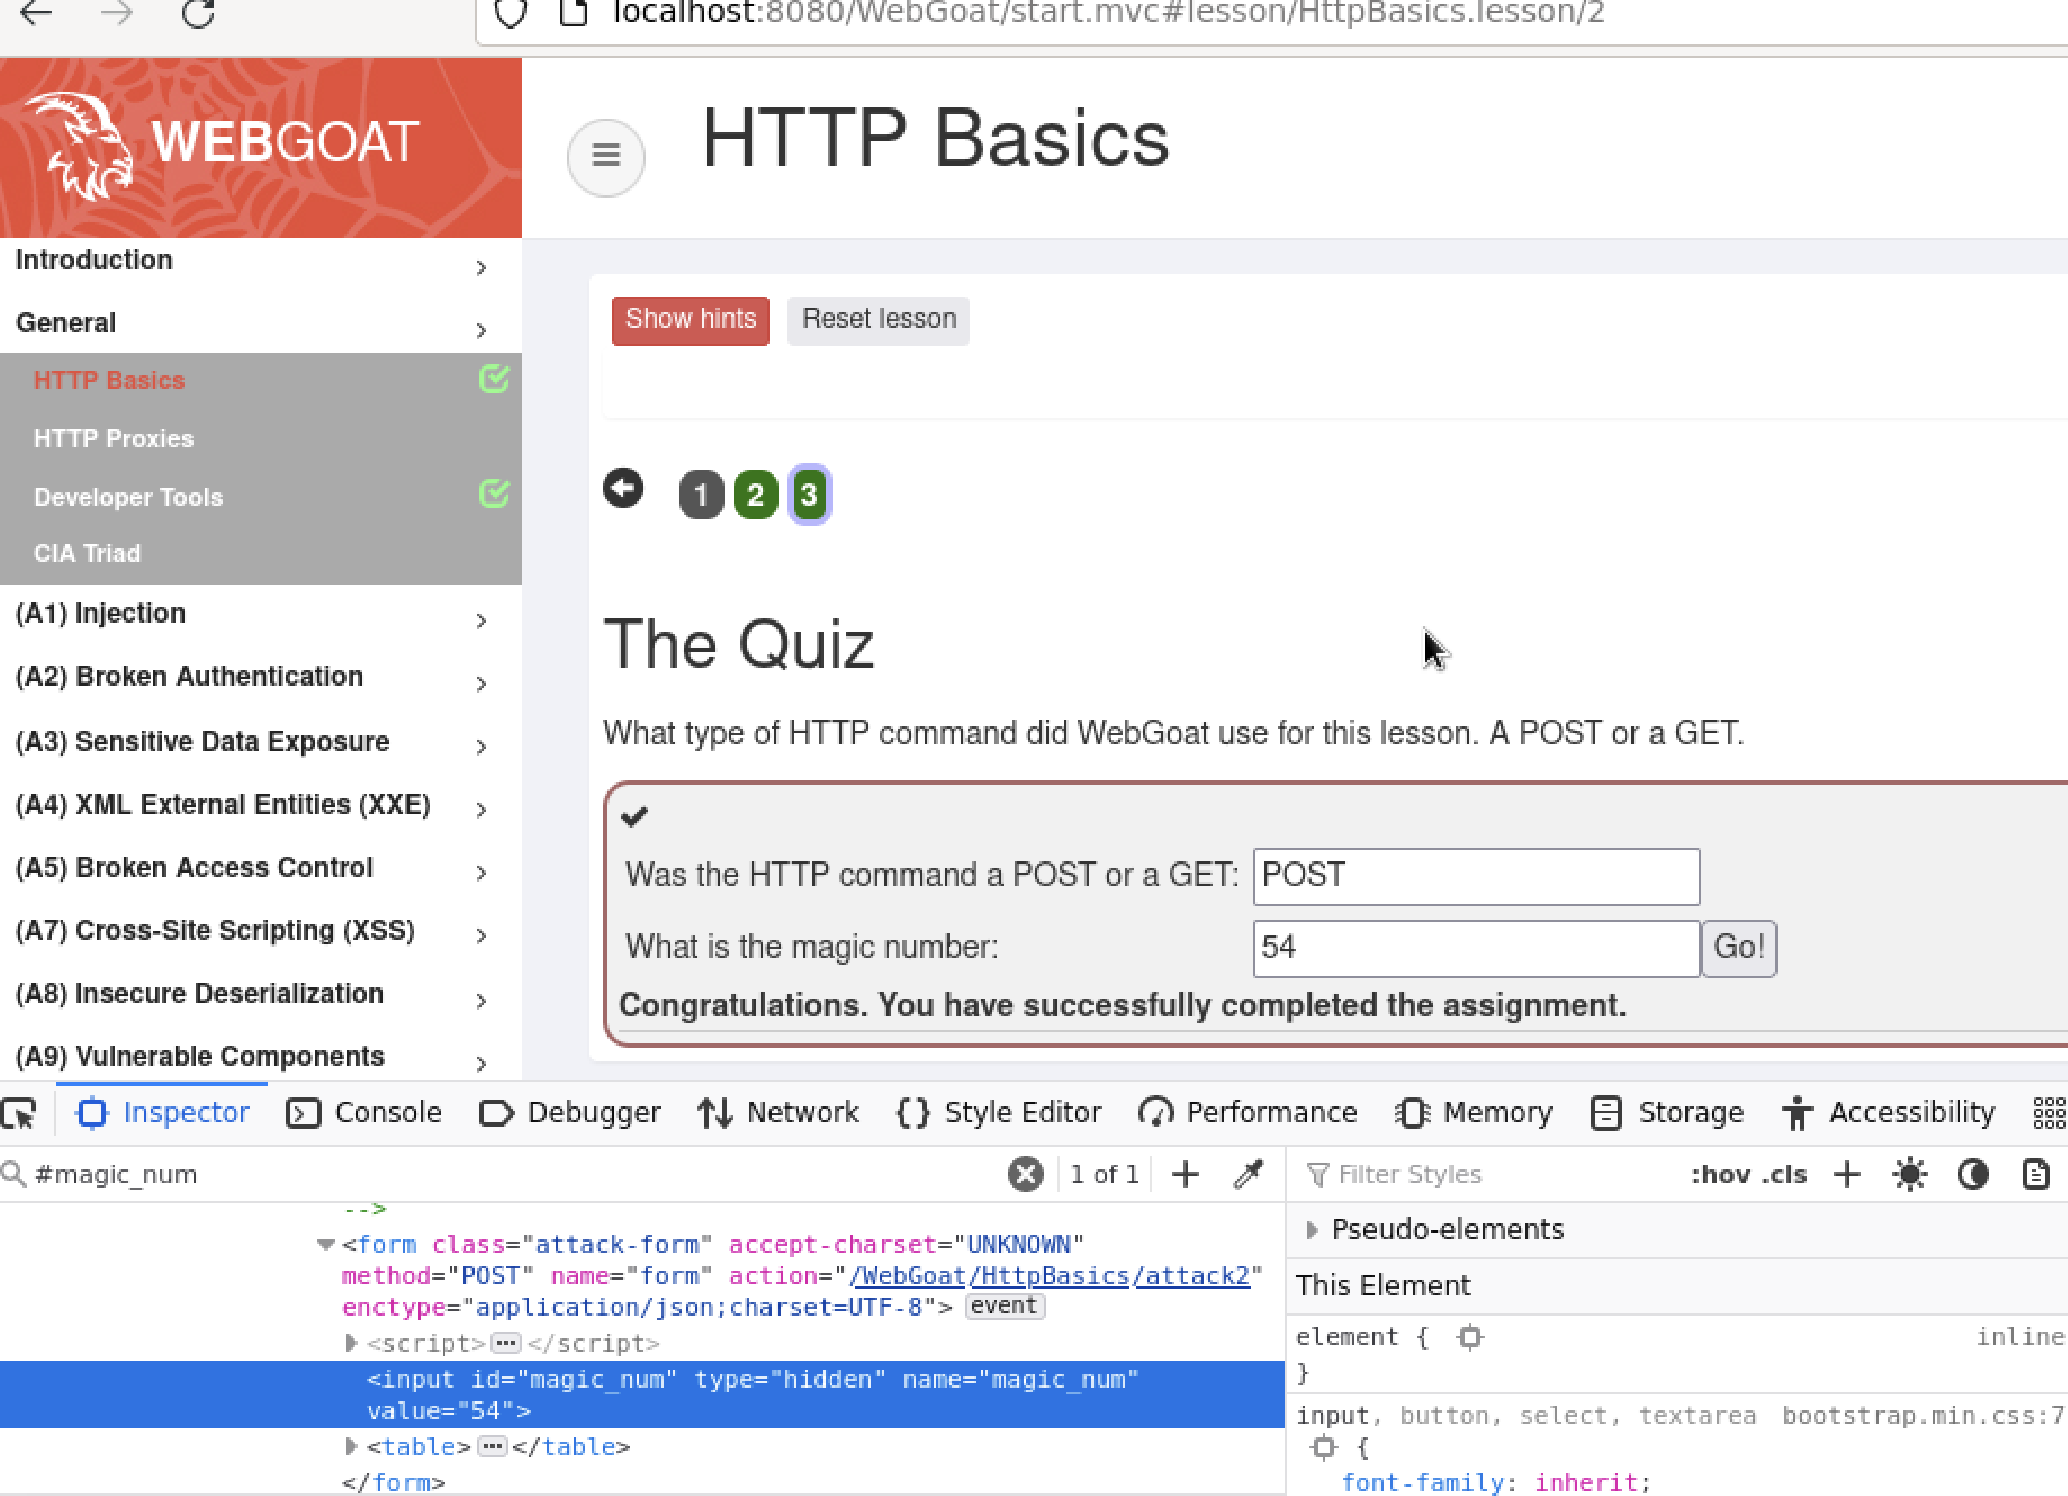 localhost:8080/WebGoat/start.mvc#lesson/HttpBasics.lesson/2
WEBGOAT
HTTP Basics
Introduction
General
HTTP Basics
HTTP Proxies
Developer Tools
CIA Triad
(A1) Injection
(A2) Broken Authentication
(A3) Sensitive Data Exposure
(A4) XML External Entities (XXE)
(A5) Broken Access Control
(A7) Cross-Site Scripting (XSS)
(A8) Insecure Deserialization
(A9) Vulnerable Components
Show hints Reset lesson
1 2 3
The Quiz
What type of HTTP command did WebGoat use for this lesson. A POST or a GET.
Was the HTTP command a POST or a GET: POST
What is the magic number: 54 Go!
Congratulations. You have successfully completed the assignment.
Inspector Console Debugger Network Style Editor Performance Memory Storage Accessibility
#magic_num 1 of 1 +
-->
<form class="attack-form" accept-charset="UNKNOWN"
method="POST" name="form" action="/WebGoat/HttpBasics/attack2"
enctype="application/json;charset=UTF-8"> event
<script>···</script>
<input id="magic_num" type="hidden" name="magic_num"
value="54">
<table>···</table>
</form>
Filter Styles :hov .cls +
Pseudo-elements
This Element
element { inline
}
input, button, select, textarea bootstrap.min.css:7
{
font-family: inherit;